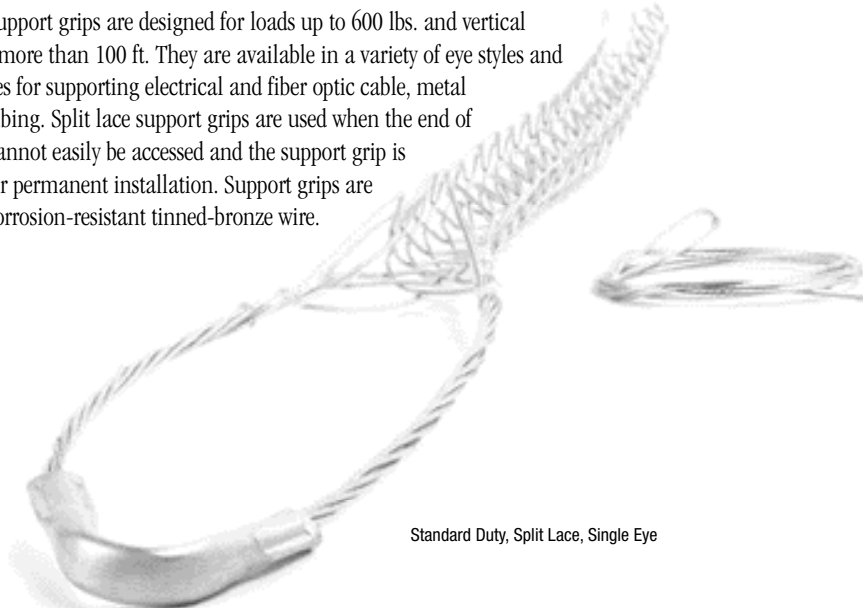 upport grips are designed for loads up to 600 lbs. and vertical
more than 100 ft. They are available in a variety of eye styles and
es for supporting electrical and fiber optic cable, metal
bing. Split lace support grips are used when the end of
annot easily be accessed and the support grip is
r permanent installation. Support grips are
orrosion-resistant tinned-bronze wire.
Standard Duty, Split Lace, Single Eye